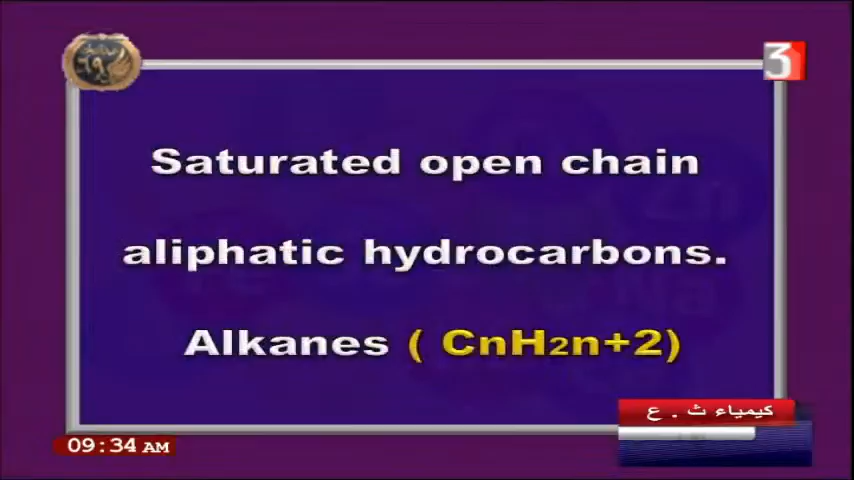 3
Saturated open chain
aliphatic hydrocarbons.
Alkanes ( CnH2n+2)
كيمياء ث . ع
09:34 AM